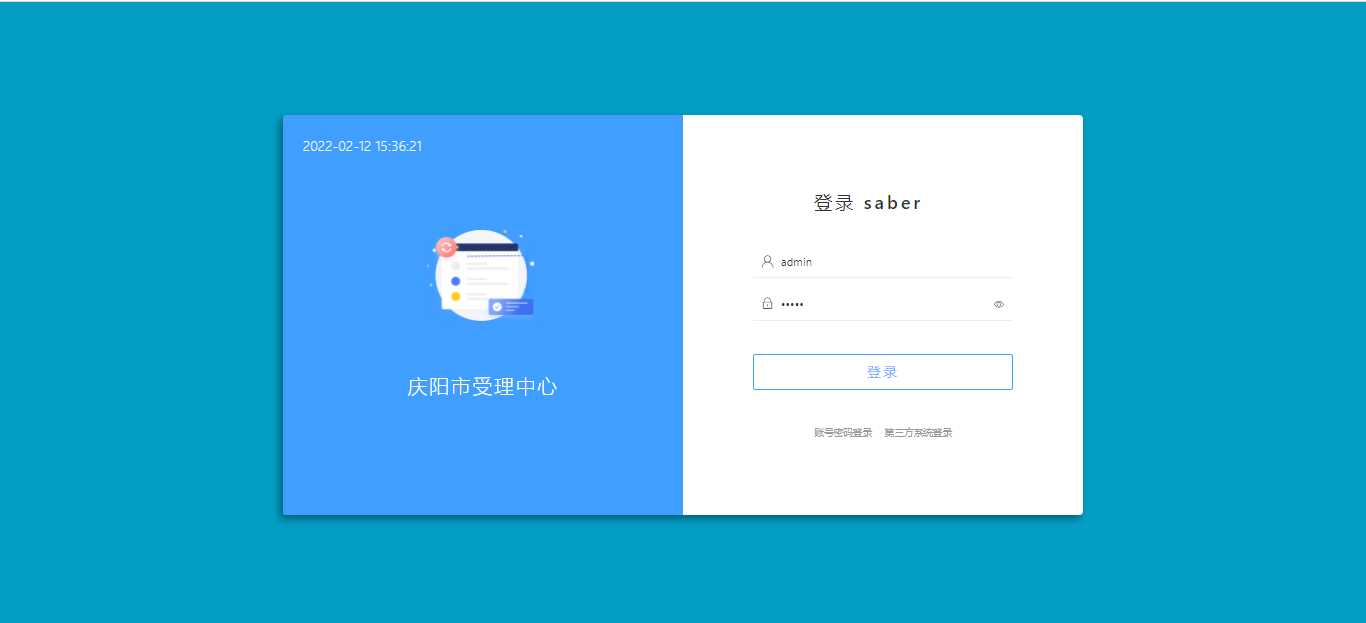 2022-02-12 15:36:21
庆阳市受理中心
登录 saber
admin
•••••
登录
账号密码登录 第三方系统登录